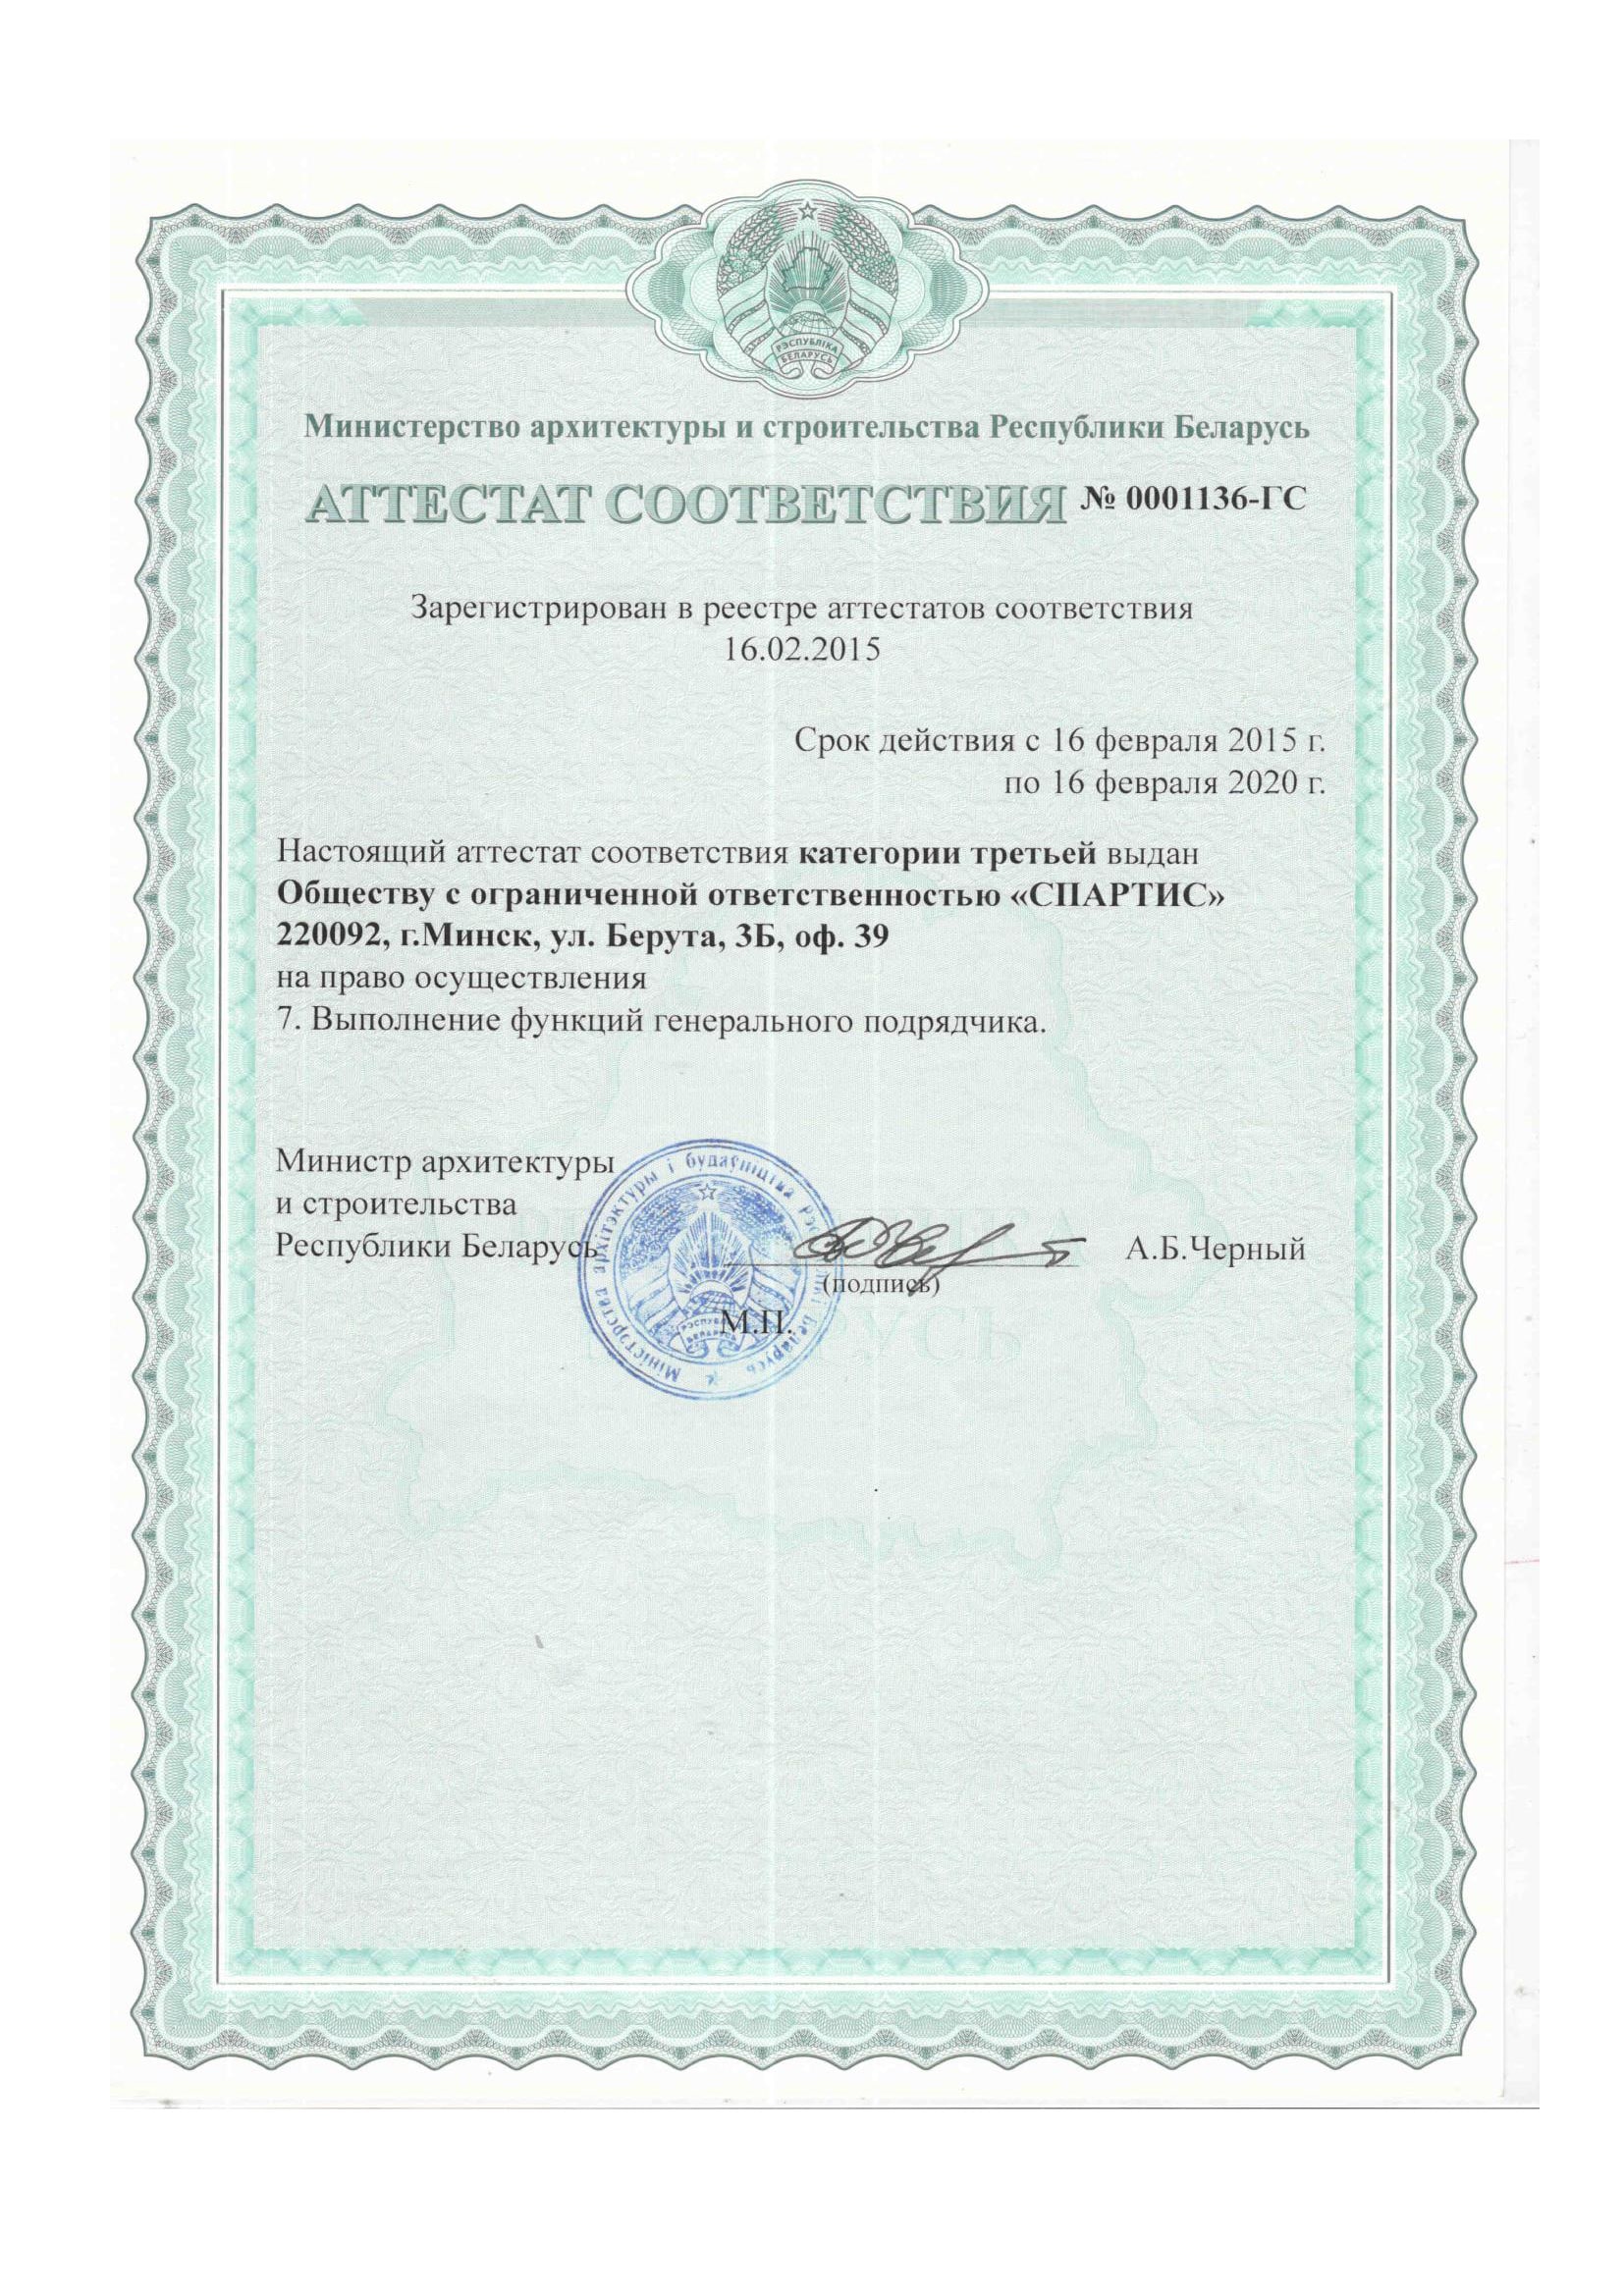 РЭСПУБЛІКА
БЕЛАРУСЬ
Министерство архитектуры и строительства Республики Беларусь
АТТЕСТАТ СООТВЕТСТВИЯ № 0001136-ГС
Зарегистрирован в реестре аттестатов соответствия
16.02.2015
Срок действия с 16 февраля 2015 г.
по 16 февраля 2020 г.
Настоящий аттестат соответствия категории третьей выдан
Обществу с ограниченной ответственностью «СПАРТИС»
220092, г.Минск, ул. Берута, 3Б, оф. 39
на право осуществления
7. Выполнение функций генерального подрядчика.
Министр архитектуры
и строительства
Республики Беларусь
А.Б.Черный
(подпись)
М.П.
Міністэрства архітэктуры і будаўніцтва Рэспублікі Беларусь